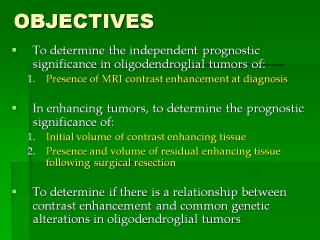 OBJECTIVES
To determine the independent prognostic
significance in oligodendroglial tumors of:
1. Presence of MRI contrast enhancement at diagnosis
In enhancing tumors, to determine the prognostic
significance of:
1. Initial volume of contrast enhancing tissue
2. Presence and volume of residual enhancing tissue
following surgical resection
To determine if there is a relationship between
contrast enhancement and common genetic
alterations in oligodendroglial tumors